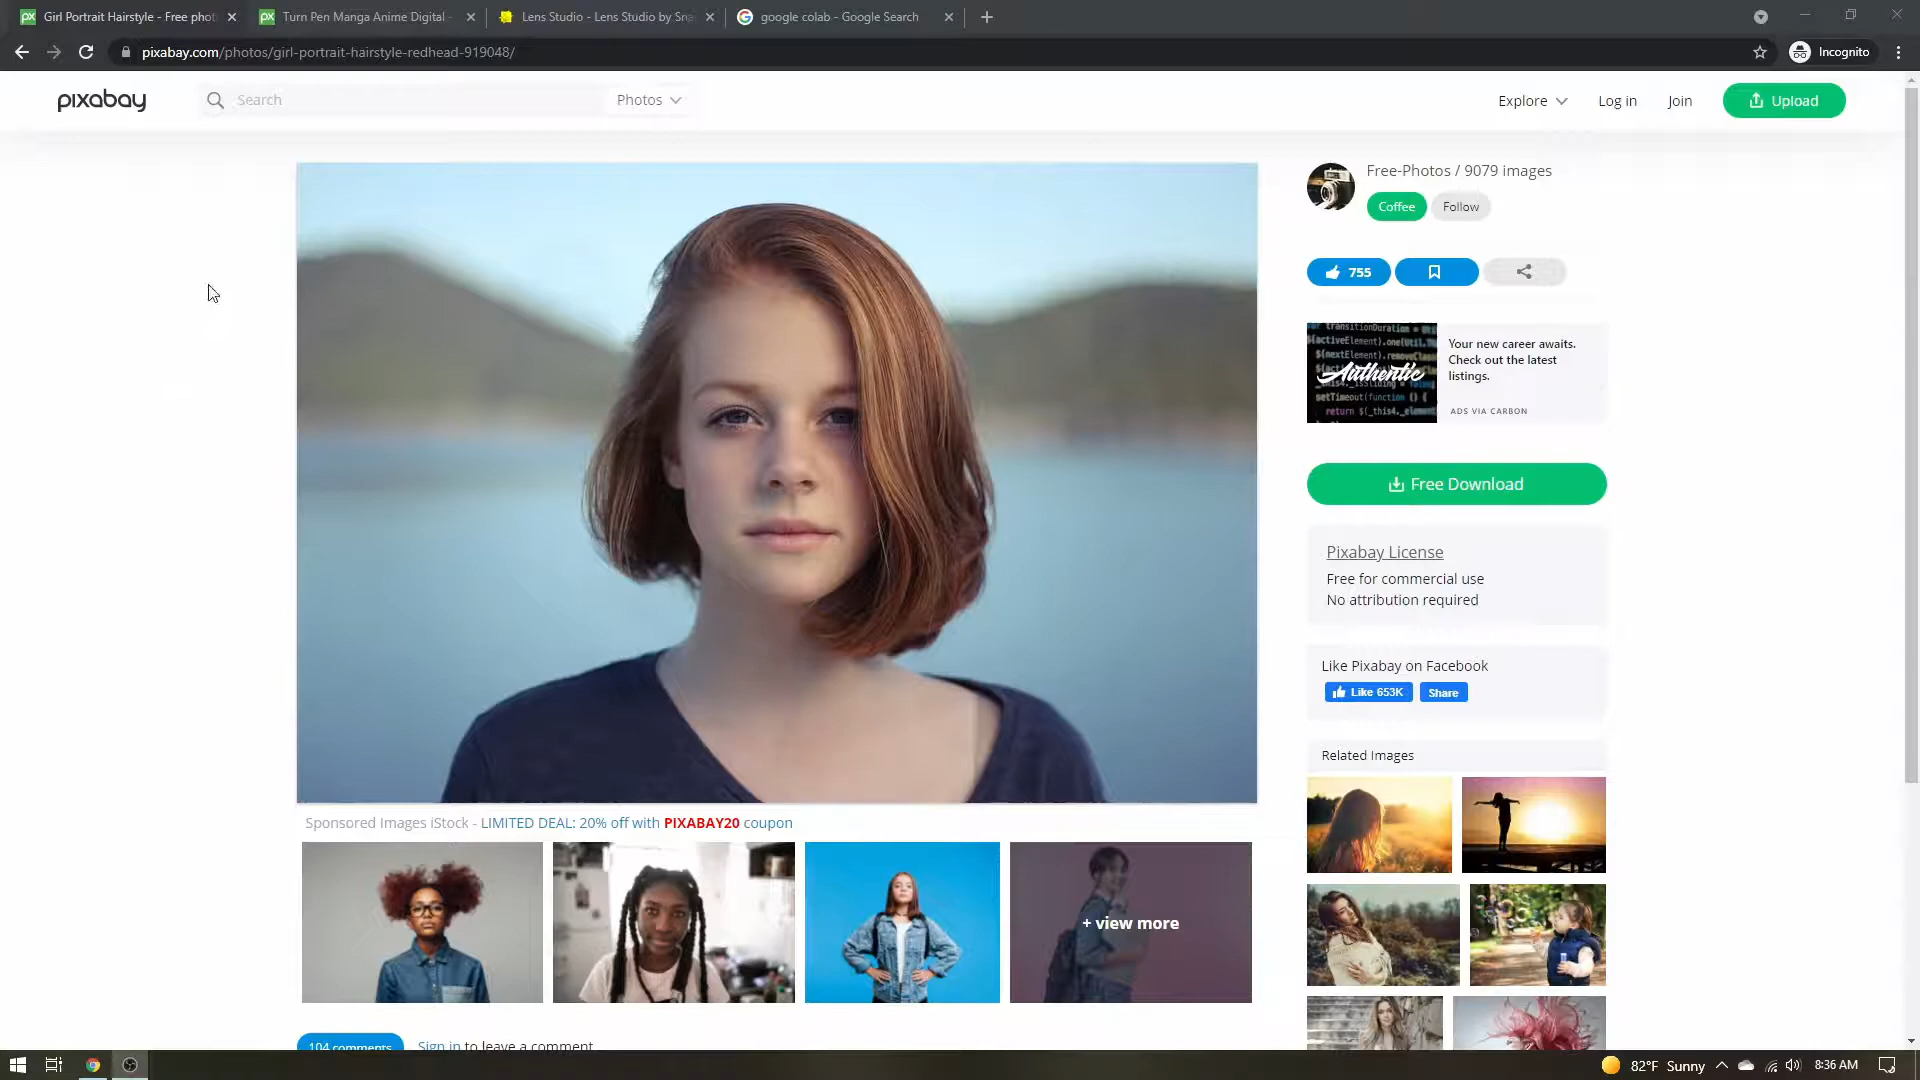 Girl Portrait Hairstyle - Free phot
Turn Pen Manga Anime Digital -
Lens Studio - Lens Studio by Sna
google colab - Google Search
pixabay.com/photos/girl-portrait-hairstyle-redhead-919048/
Incognito
pixabay
Search
Photos
Explore
Log in
Join
Upload
Free-Photos / 9079 images
Coffee
Follow
755
Authentic
Your new career awaits.
Check out the latest
listings.
ADS VIA CARBON
Free Download
Pixabay License
Free for commercial use
No attribution required
Like Pixabay on Facebook
Like 653K
Share
Related Images
Sponsored Images iStock - LIMITED DEAL: 20% off with PIXABAY20 coupon
+ view more
104 comments
Sign in to leave a comment
82°F Sunny
8:36 AM